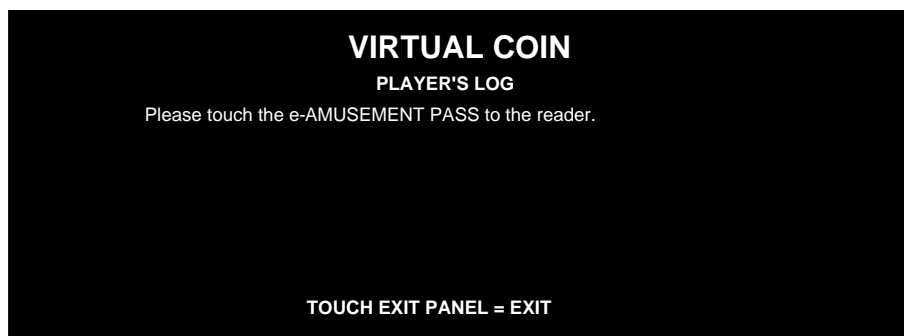 VIRTUAL COIN
PLAYER'S LOG
Please touch the e-AMUSEMENT PASS to the reader.
TOUCH EXIT PANEL = EXIT